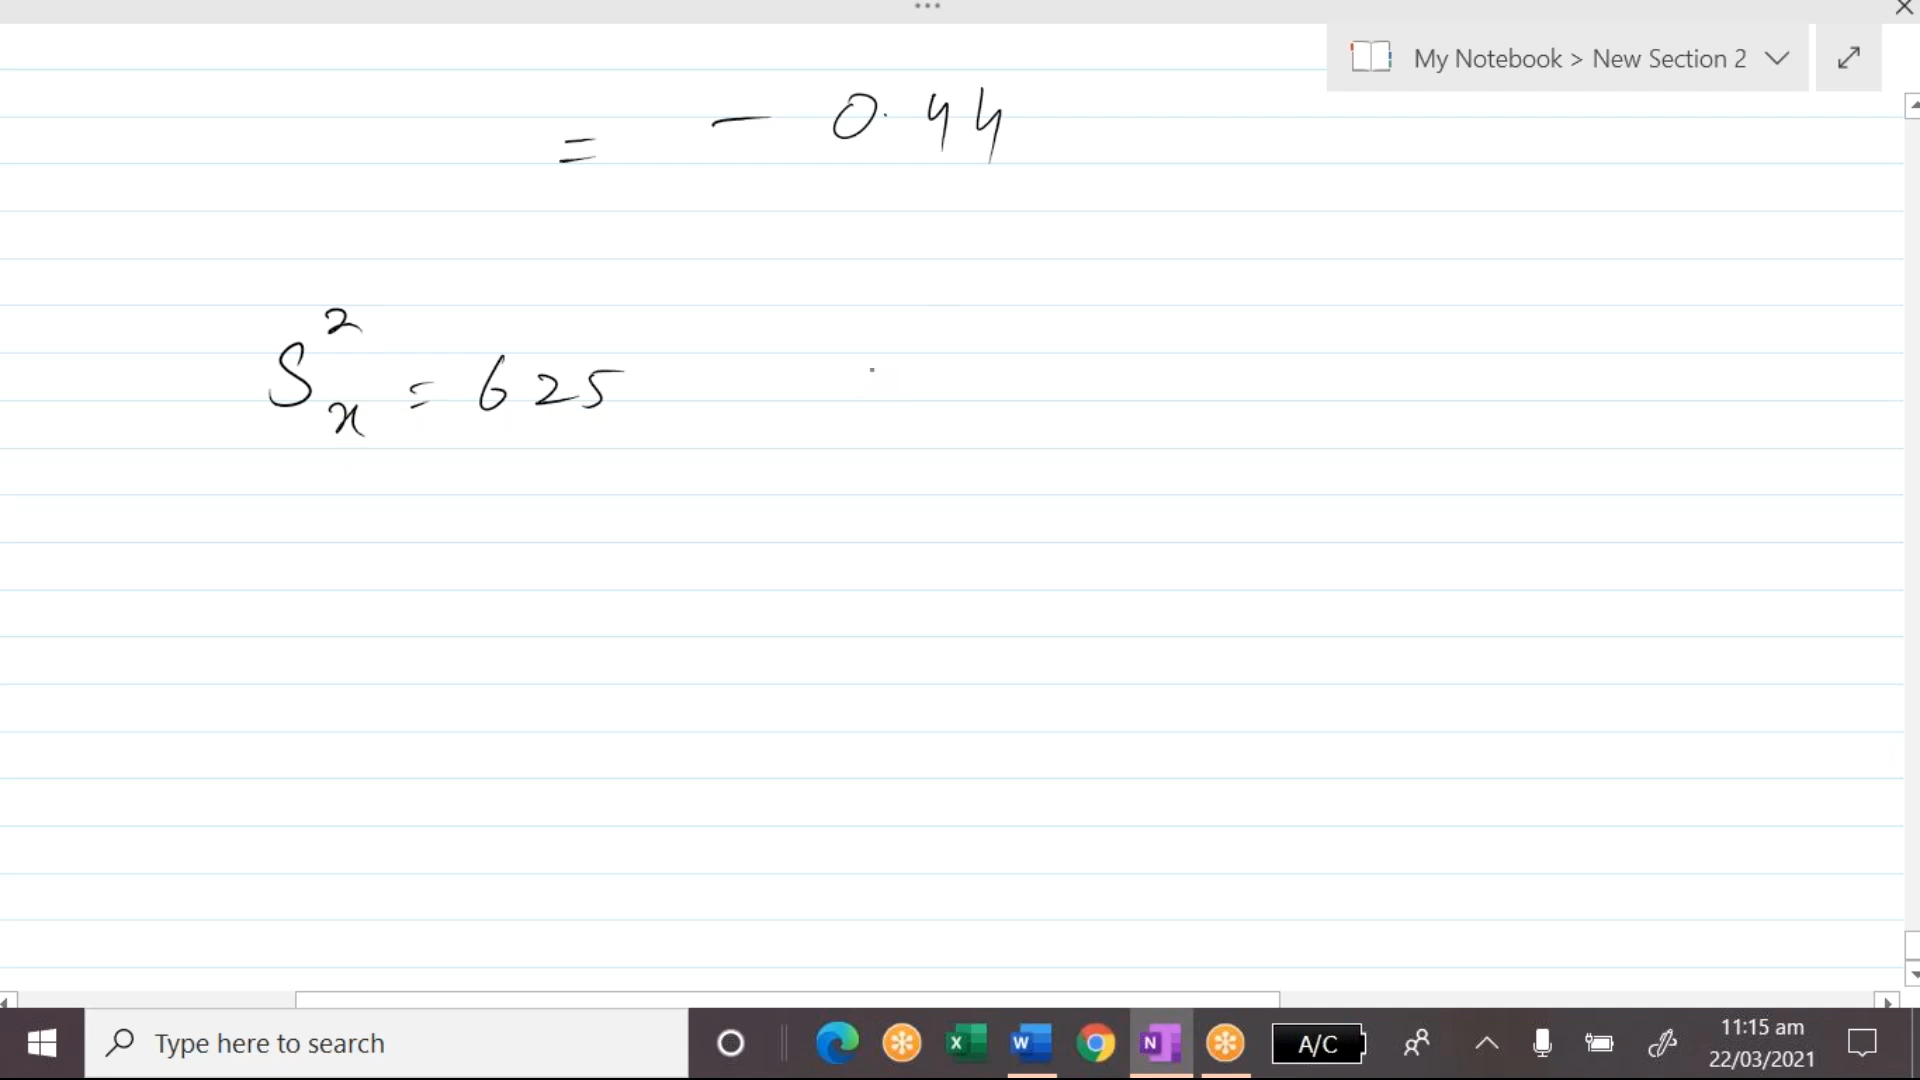 My Notebook > New Section 2
= - 0.44
S²ₓ = 625
Type here to search
A/C
11:15 am
22/03/2021